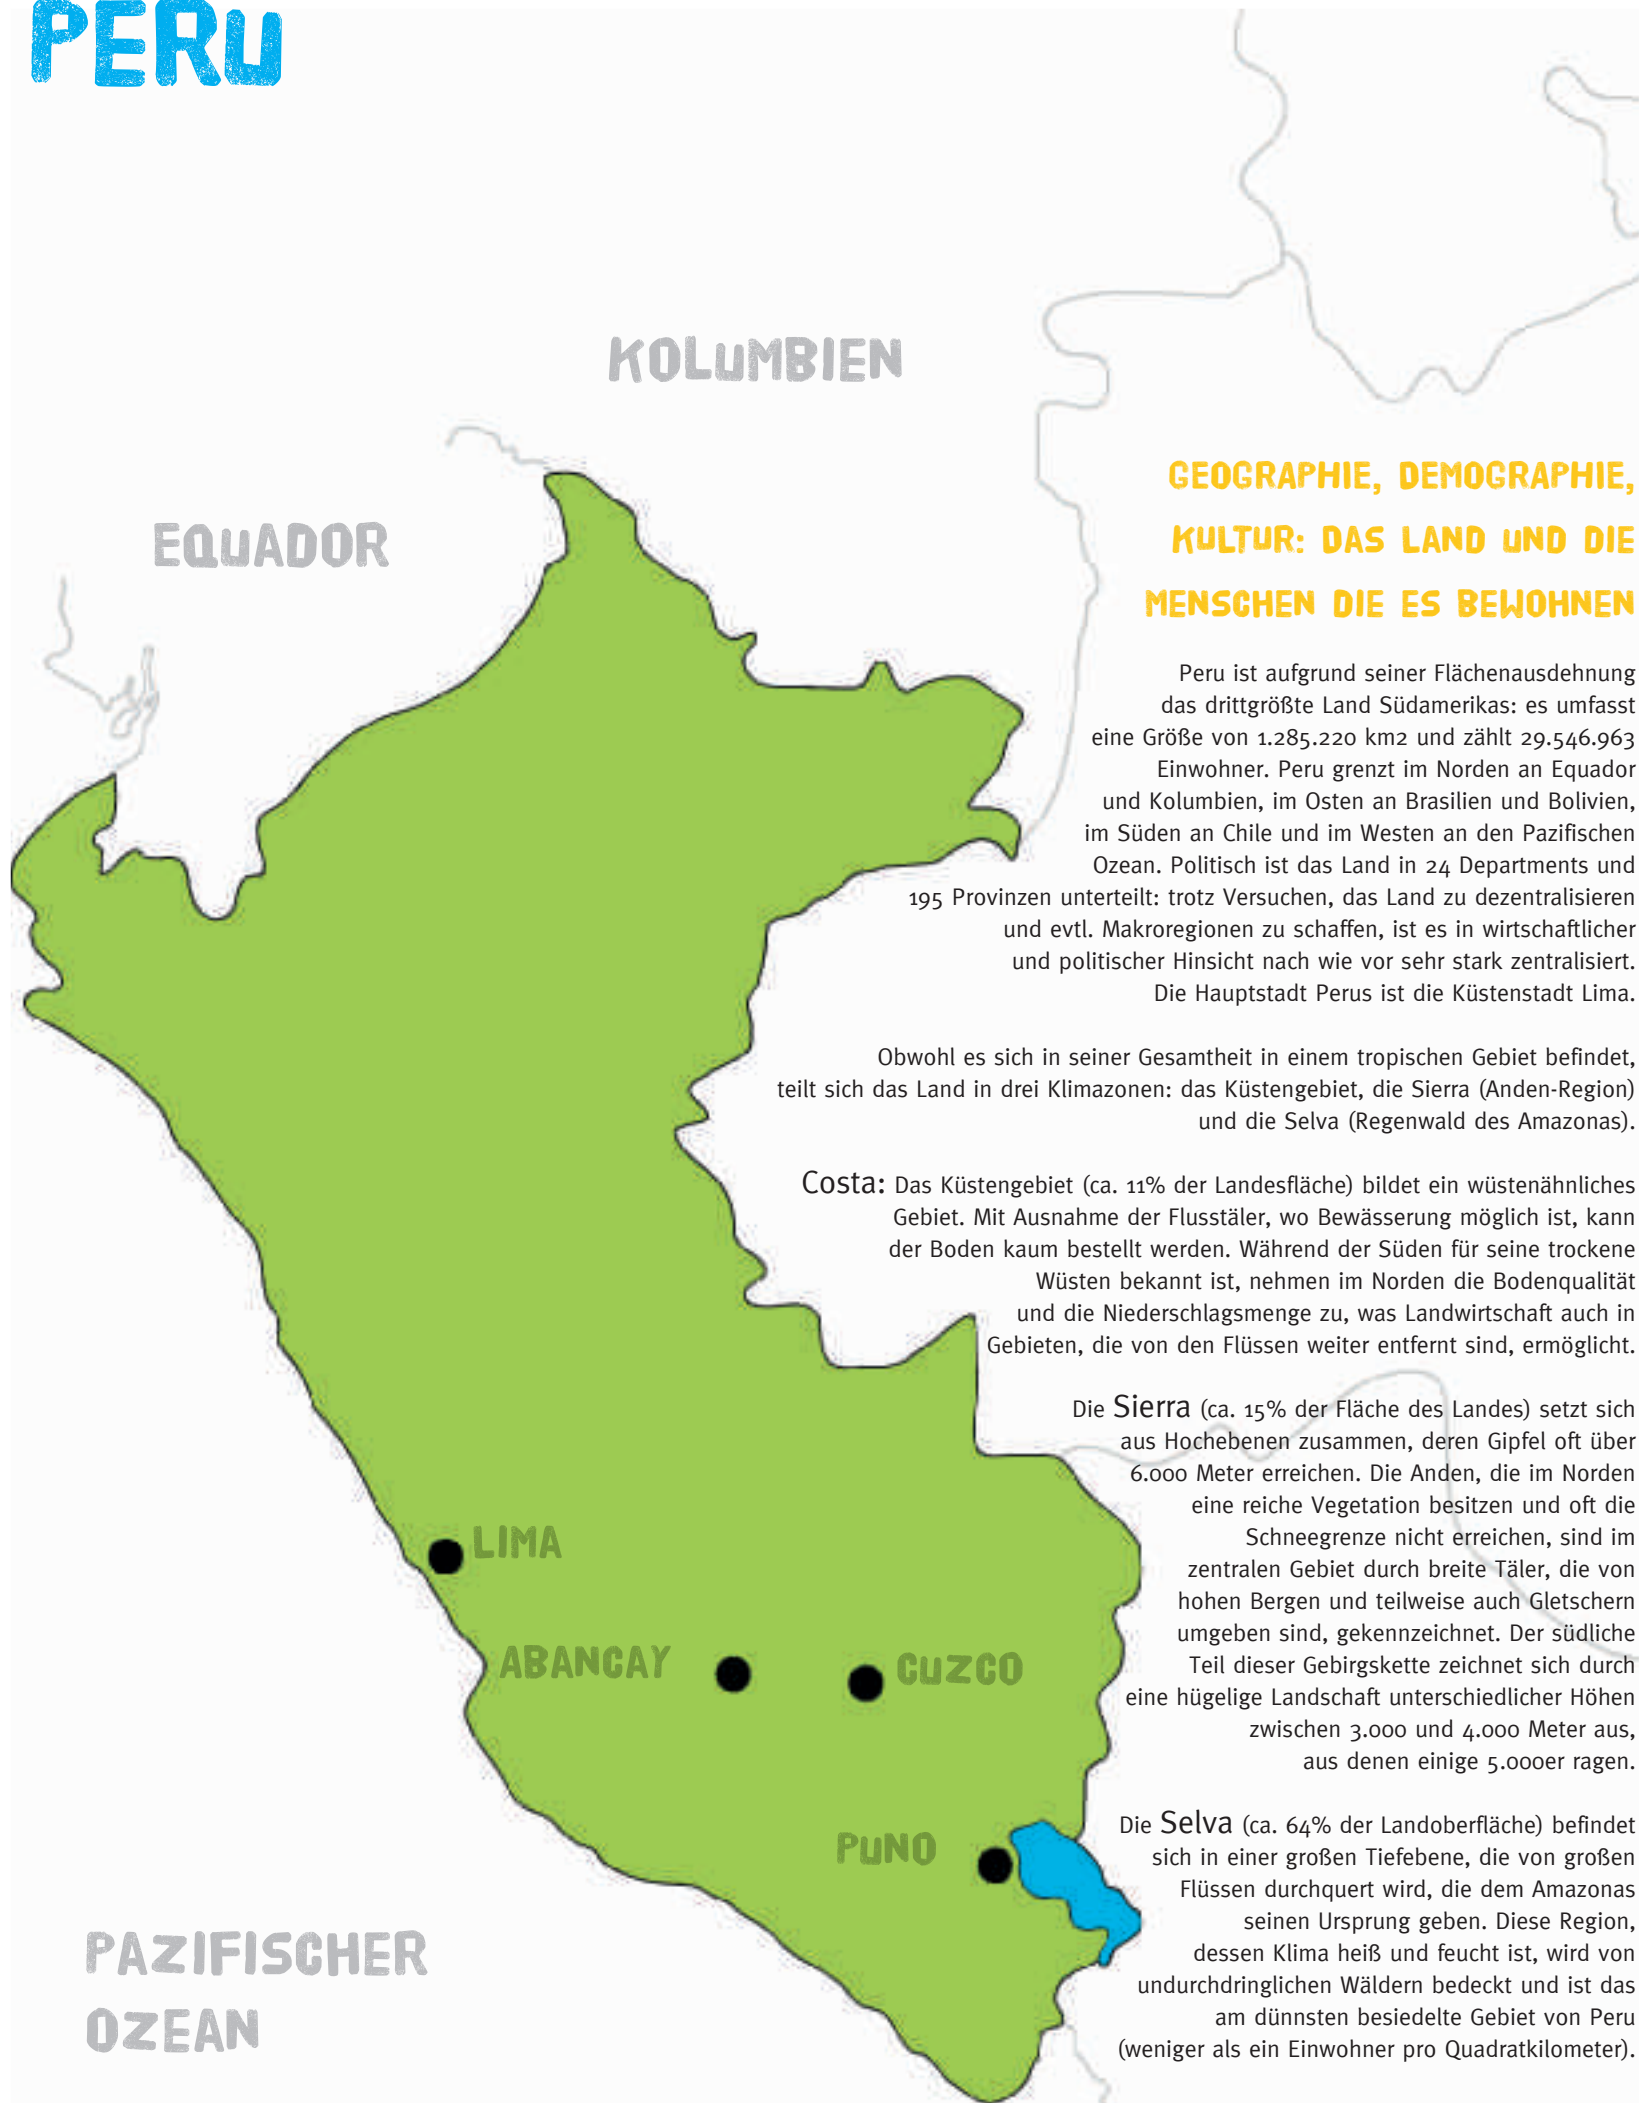 PERU
KOLUMBIEN
EQUADOR
GEOGRAPHIE, DEMOGRAPHIE,
KULTUR: DAS LAND UND DIE
MENSCHEN DIE ES BEWOHNEN
Peru ist aufgrund seiner Flächenausdehnung
das drittgrößte Land Südamerikas: es umfasst
eine Größe von 1.285.220 km2 und zählt 29.546.963
Einwohner. Peru grenzt im Norden an Equador
und Kolumbien, im Osten an Brasilien und Bolivien,
im Süden an Chile und im Westen an den Pazifischen
Ozean. Politisch ist das Land in 24 Departments und
195 Provinzen unterteilt: trotz Versuchen, das Land zu dezentralisieren
und evtl. Makroregionen zu schaffen, ist es in wirtschaftlicher
und politischer Hinsicht nach wie vor sehr stark zentralisiert.
Die Hauptstadt Perus ist die Küstenstadt Lima.
Obwohl es sich in seiner Gesamtheit in einem tropischen Gebiet befindet,
teilt sich das Land in drei Klimazonen: das Küstengebiet, die Sierra (Anden-Region)
und die Selva (Regenwald des Amazonas).
Costa: Das Küstengebiet (ca. 11% der Landesfläche) bildet ein wüstenähnliches
Gebiet. Mit Ausnahme der Flusstäler, wo Bewässerung möglich ist, kann
der Boden kaum bestellt werden. Während der Süden für seine trockene
Wüsten bekannt ist, nehmen im Norden die Bodenqualität
und die Niederschlagsmenge zu, was Landwirtschaft auch in
Gebieten, die von den Flüssen weiter entfernt sind, ermöglicht.
Die Sierra (ca. 15% der Fläche des Landes) setzt sich
aus Hochebenen zusammen, deren Gipfel oft über
6.000 Meter erreichen. Die Anden, die im Norden
eine reiche Vegetation besitzen und oft die
Schneegrenze nicht erreichen, sind im
zentralen Gebiet durch breite Täler, die von
hohen Bergen und teilweise auch Gletschern
umgeben sind, gekennzeichnet. Der südliche
Teil dieser Gebirgskette zeichnet sich durch
eine hügelige Landschaft unterschiedlicher Höhen
zwischen 3.000 und 4.000 Meter aus,
aus denen einige 5.000er ragen.
Die Selva (ca. 64% der Landoberfläche) befindet
sich in einer großen Tiefebene, die von großen
Flüssen durchquert wird, die dem Amazonas
seinen Ursprung geben. Diese Region,
dessen Klima heiß und feucht ist, wird von
undurchdringlichen Wäldern bedeckt und ist das
am dünnsten besiedelte Gebiet von Peru
(weniger als ein Einwohner pro Quadratkilometer).
LIMA
ABANCAY
CUZCO
PUNO
PAZIFISCHER
OZEAN